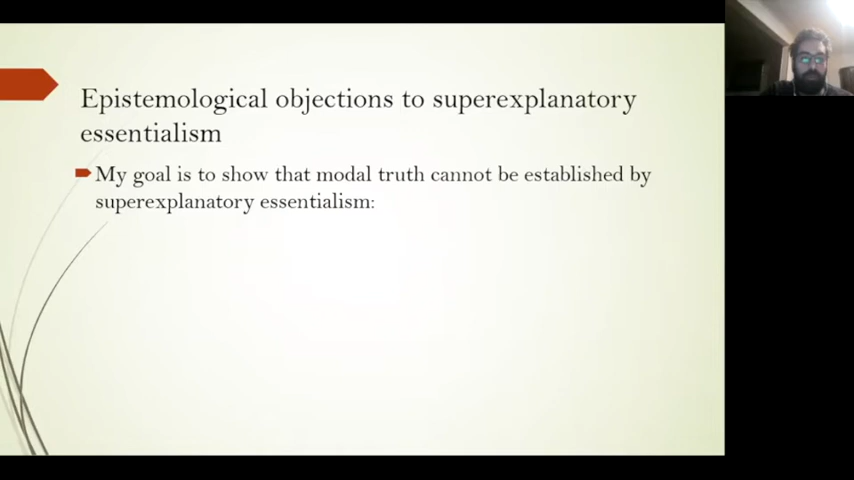 Epistemological objections to superexplanatory
essentialism
My goal is to show that modal truth cannot be established by
superexplanatory essentialism: